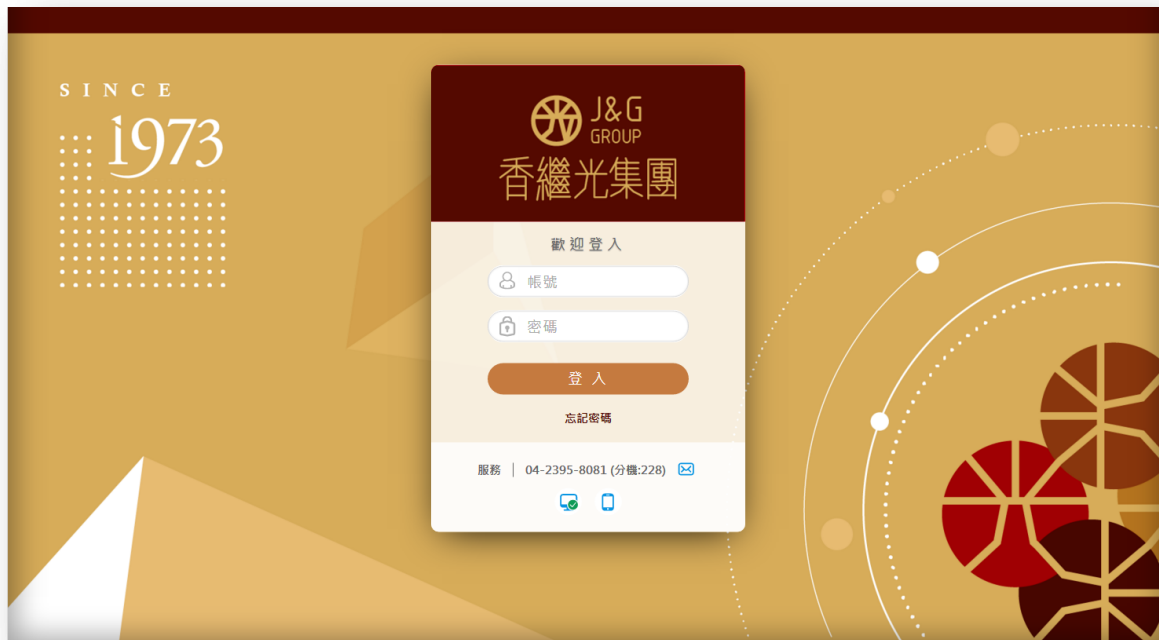 SINCE
1973
J&G
GROUP
香繼光集團
歡迎登入
帳號
密碼
登入
忘記密碼
服務 | 04-2395-8081 (分機:228)